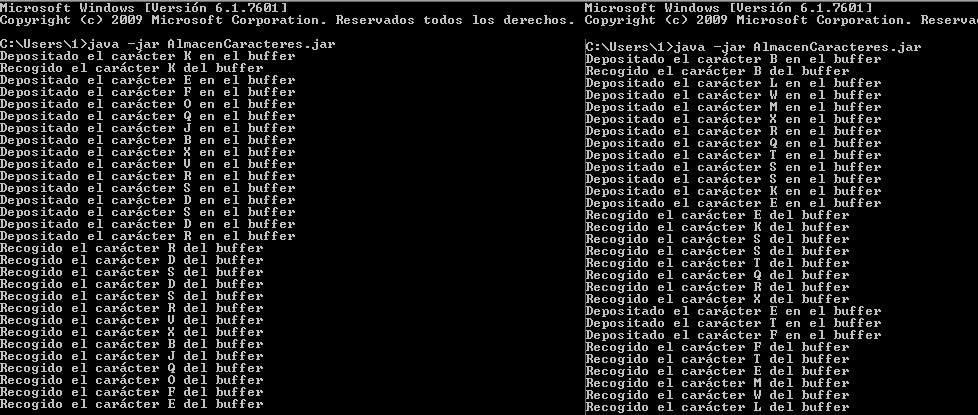 Microsoft Windows [Versión 6.1.7601]
Copyright (c) 2009 Microsoft Corporation. Reservados todos los derechos.
C:\Users\1>java -jar AlmacenCaracteres.jar
Depositado el carácter K en el buffer
Recogido el carácter K del buffer
Depositado el carácter E en el buffer
Depositado el carácter F en el buffer
Depositado el carácter O en el buffer
Depositado el carácter Q en el buffer
Depositado el carácter J en el buffer
Depositado el carácter B en el buffer
Depositado el carácter X en el buffer
Depositado el carácter V en el buffer
Depositado el carácter R en el buffer
Depositado el carácter S en el buffer
Depositado el carácter D en el buffer
Depositado el carácter S en el buffer
Depositado el carácter D en el buffer
Depositado el carácter R en el buffer
Recogido el carácter R del buffer
Recogido el carácter D del buffer
Recogido el carácter S del buffer
Recogido el carácter D del buffer
Recogido el carácter S del buffer
Recogido el carácter R del buffer
Recogido el carácter V del buffer
Recogido el carácter X del buffer
Recogido el carácter B del buffer
Recogido el carácter J del buffer
Recogido el carácter Q del buffer
Recogido el carácter O del buffer
Recogido el carácter F del buffer
Recogido el carácter E del buffer
Microsoft Windows [Versión 6.1.7601]
Copyright (c) 2009 Microsoft Corporation. Reserva
C:\Users\1>java -jar AlmacenCaracteres.jar
Depositado el carácter B en el buffer
Recogido el carácter B del buffer
Depositado el carácter L en el buffer
Depositado el carácter W en el buffer
Depositado el carácter M en el buffer
Depositado el carácter X en el buffer
Depositado el carácter R en el buffer
Depositado el carácter Q en el buffer
Depositado el carácter T en el buffer
Depositado el carácter S en el buffer
Depositado el carácter S en el buffer
Depositado el carácter K en el buffer
Depositado el carácter E en el buffer
Recogido el carácter E del buffer
Recogido el carácter K del buffer
Recogido el carácter S del buffer
Recogido el carácter S del buffer
Recogido el carácter T del buffer
Recogido el carácter Q del buffer
Recogido el carácter R del buffer
Recogido el carácter X del buffer
Depositado el carácter E en el buffer
Depositado el carácter T en el buffer
Depositado el carácter F en el buffer
Recogido el carácter F del buffer
Recogido el carácter T del buffer
Recogido el carácter E del buffer
Recogido el carácter M del buffer
Recogido el carácter W del buffer
Recogido el carácter L del buffer